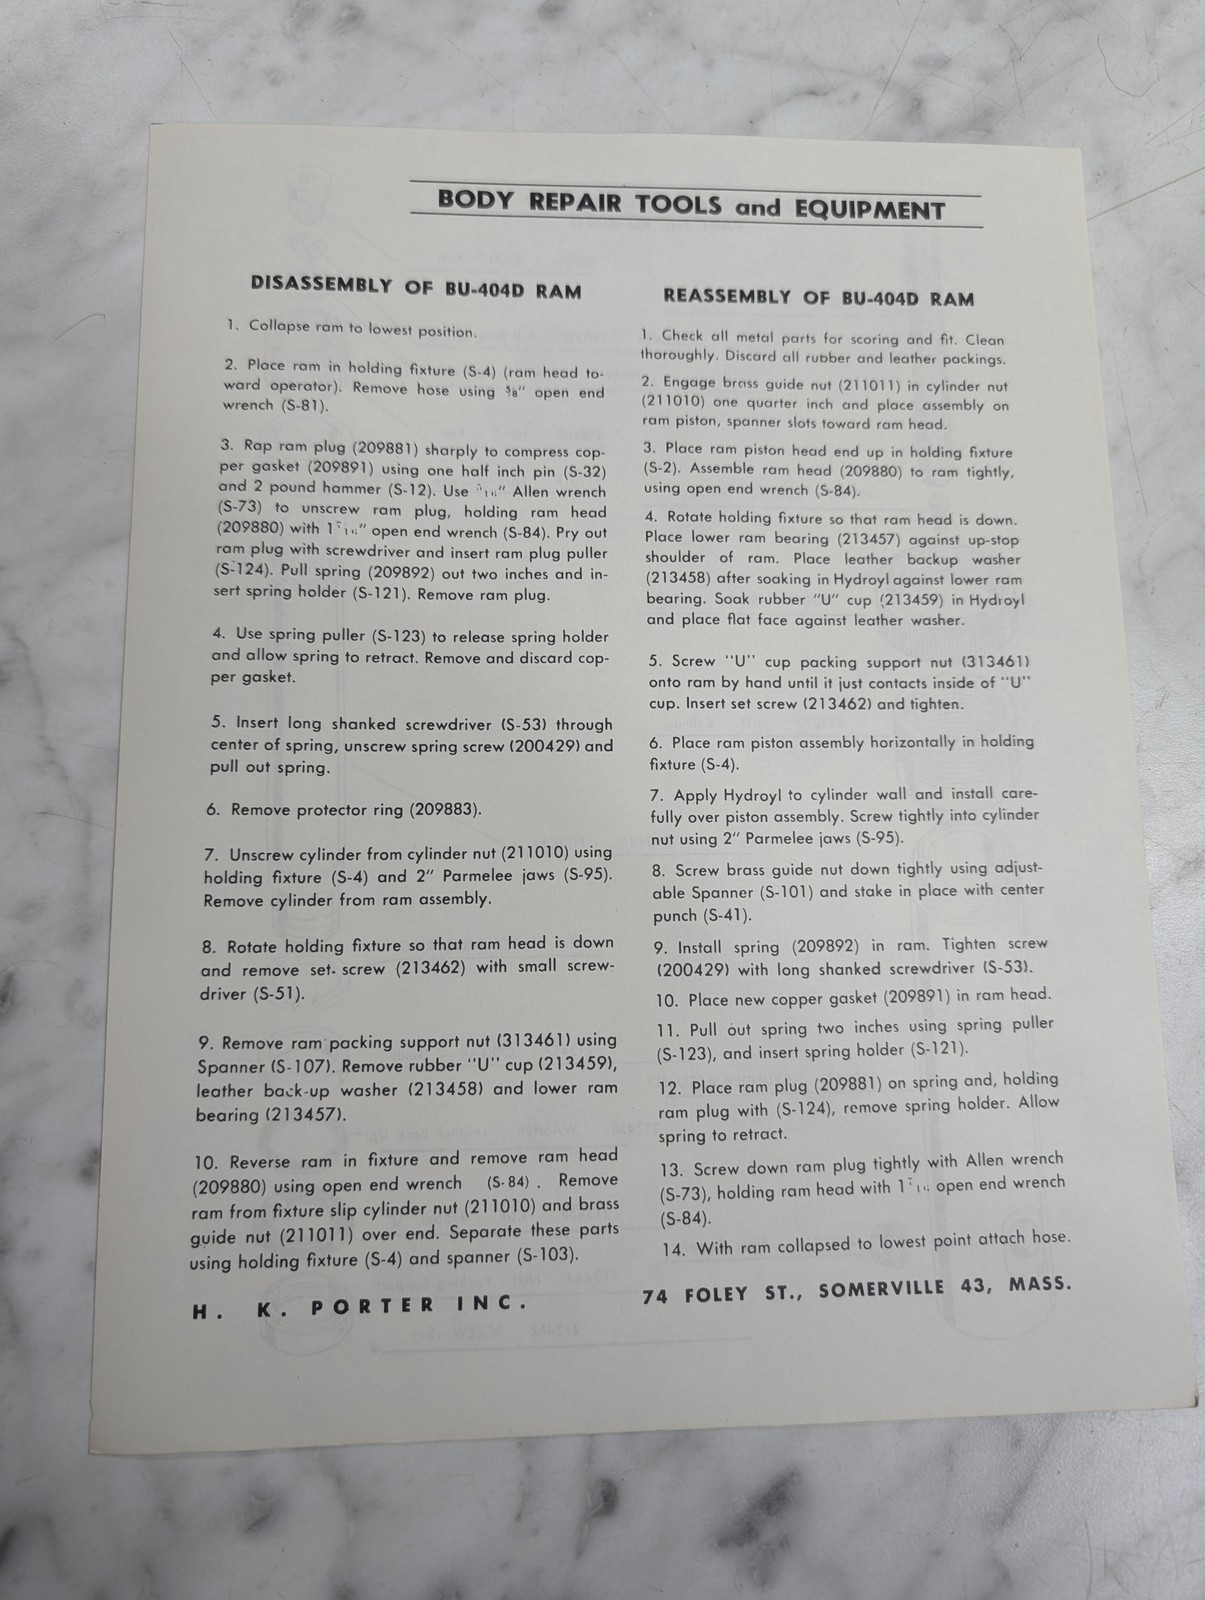 BODY REPAIR TOOLS and EQUIPMENT
DISASSEMBLY OF BU-404D RAM
1. Collapse ram to lowest position.
2. Place ram in holding fixture (S-4) (ram head to-
ward operator). Remove hose using ⅝" open end
wrench (S-81).
3. Rap ram plug (209881) sharply to compress cop-
per gasket (209891) using one half inch pin (S-32)
and 2 pound hammer (S-12). Use Allen wrench
(S-73) to unscrew ram plug, holding ram head
(209880) with open end wrench (S-84). Pry out
ram plug with screwdriver and insert ram plug puller
(S-124). Pull spring (209892) out two inches and in-
sert spring holder (S-121). Remove ram plug.
4. Use spring puller (S-123) to release spring holder
and allow spring to retract. Remove and discard cop-
per gasket.
5. Insert long shanked screwdriver (S-53) through
center of spring, unscrew spring screw (200429) and
pull out spring.
6. Remove protector ring (209883).
7. Unscrew cylinder from cylinder nut (211010) using
holding fixture (S-4) and 2" Parmelee jaws (S-95).
Remove cylinder from ram assembly.
8. Rotate holding fixture so that ram head is down
and remove set screw (213462) with small screw-
driver (S-51).
9. Remove ram packing support nut (313461) using
Spanner (S-107). Remove rubber "U" cup (213459),
leather back-up washer (213458) and lower ram
bearing (213457).
10. Reverse ram in fixture and remove ram head
(209880) using open end wrench (S-84). Remove
ram from fixture slip cylinder nut (211010) and brass
guide nut (211011) over end. Separate these parts
using holding fixture (S-4) and spanner (S-103).
H. K. PORTER INC.
REASSEMBLY OF BU-404D RAM
1. Check all metal parts for scoring and fit. Clean
thoroughly. Discard all rubber and leather packings.
2. Engage brass guide nut (211011) in cylinder nut
(211010) one quarter inch and place assembly on
ram piston, spanner slots toward ram head.
3. Place ram piston head end up in holding fixture
(S-2). Assemble ram head (209880) to ram tightly,
using open end wrench (S-84).
4. Rotate holding fixture so that ram head is down.
Place lower ram bearing (213457) against up-stop
shoulder of ram. Place leather backup washer
(213458) after soaking in Hydroyl against lower ram
bearing. Soak rubber "U" cup (213459) in Hydroyl
and place flat face against leather washer.
5. Screw "U" cup packing support nut (313461)
onto ram by hand until it just contacts inside of "U"
cup. Insert set screw (213462) and tighten.
6. Place ram piston assembly horizontally in holding
fixture (S-4).
7. Apply Hydroyl to cylinder wall and install care-
fully over piston assembly. Screw tightly into cylinder
nut using 2" Parmelee jaws (S-95).
8. Screw brass guide nut down tightly using adjust-
able Spanner (S-101) and stake in place with center
punch (S-41).
9. Install spring (209892) in ram. Tighten screw
(200429) with long shanked screwdriver (S-53).
10. Place new copper gasket (209891) in ram head.
11. Pull out spring two inches using spring puller
(S-123), and insert spring holder (S-121).
12. Place ram plug (209881) on spring and, holding
ram plug with (S-124), remove spring holder. Allow
spring to retract.
13. Screw down ram plug tightly with Allen wrench
(S-73), holding ram head with open end wrench
(S-84).
14. With ram collapsed to lowest point attach hose.
74 FOLEY ST., SOMERVILLE 43, MASS.